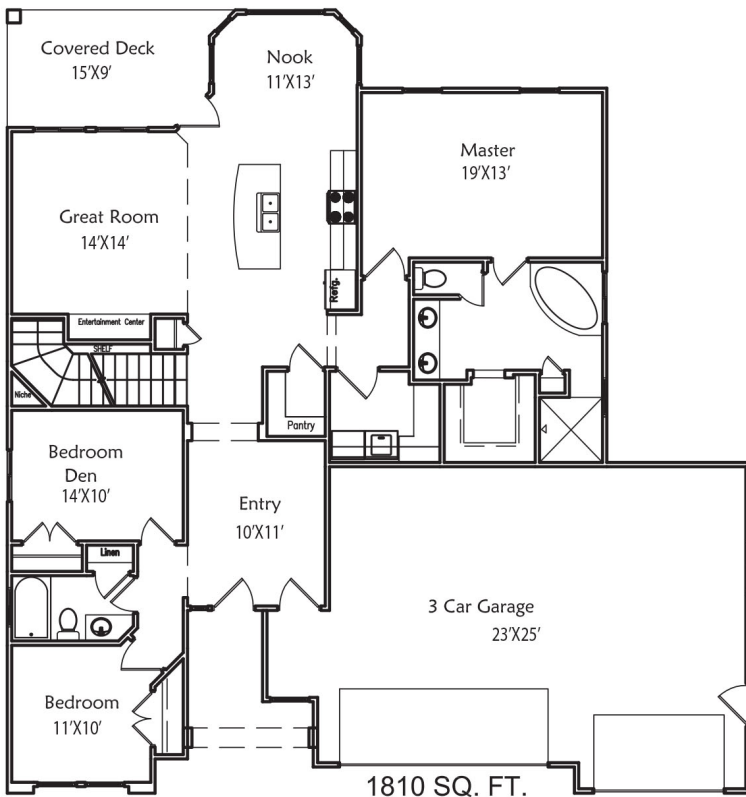 Covered Deck
15'X9'
Nook
11'X13'
Master
19'X13'
Great Room
14'X14'
Refg.
Entertainment Center
SHELF
Niche
Pantry
Bedroom
Den
14'X10'
Entry
10'X11'
Linen
3 Car Garage
23'X25'
Bedroom
11'X10'
1810 SQ. FT.